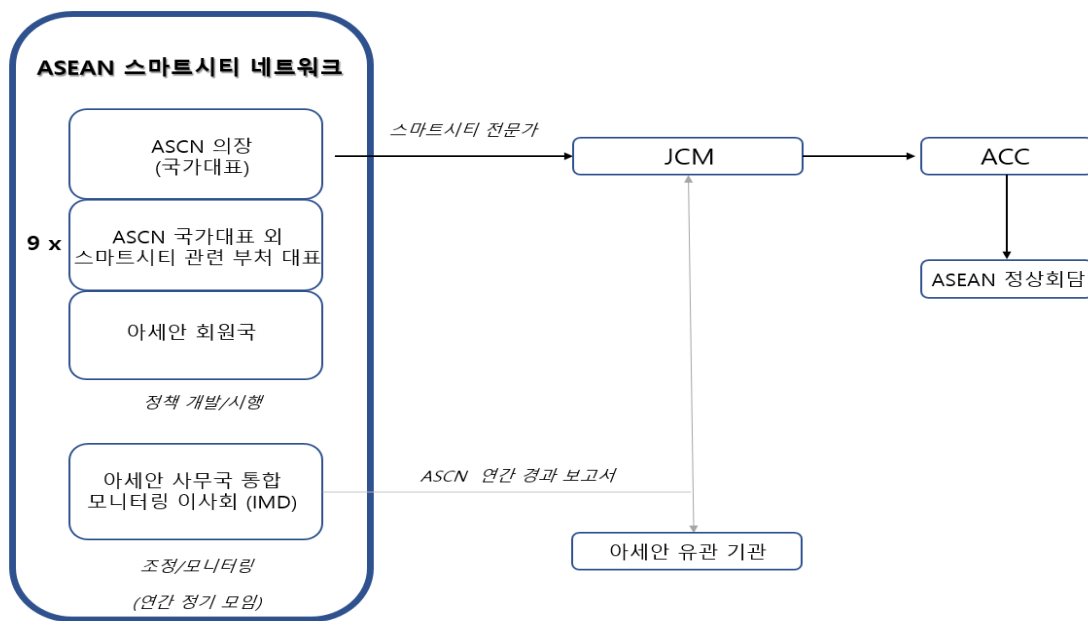 ASEAN 스마트시티 네트워크
ASCN 의장
(국가대표)
9 x
ASCN 국가대표 외
스마트시티 관련 부처 대표
아세안 회원국
정책 개발/시행
아세안 사무국 통합
모니터링 이사회 (IMD)
조정/모니터링
(연간 정기 모임)
스마트시티 전문가
JCM
ACC
ASEAN 정상회담
ASCN 연간 경과 보고서
아세안 유관 기관